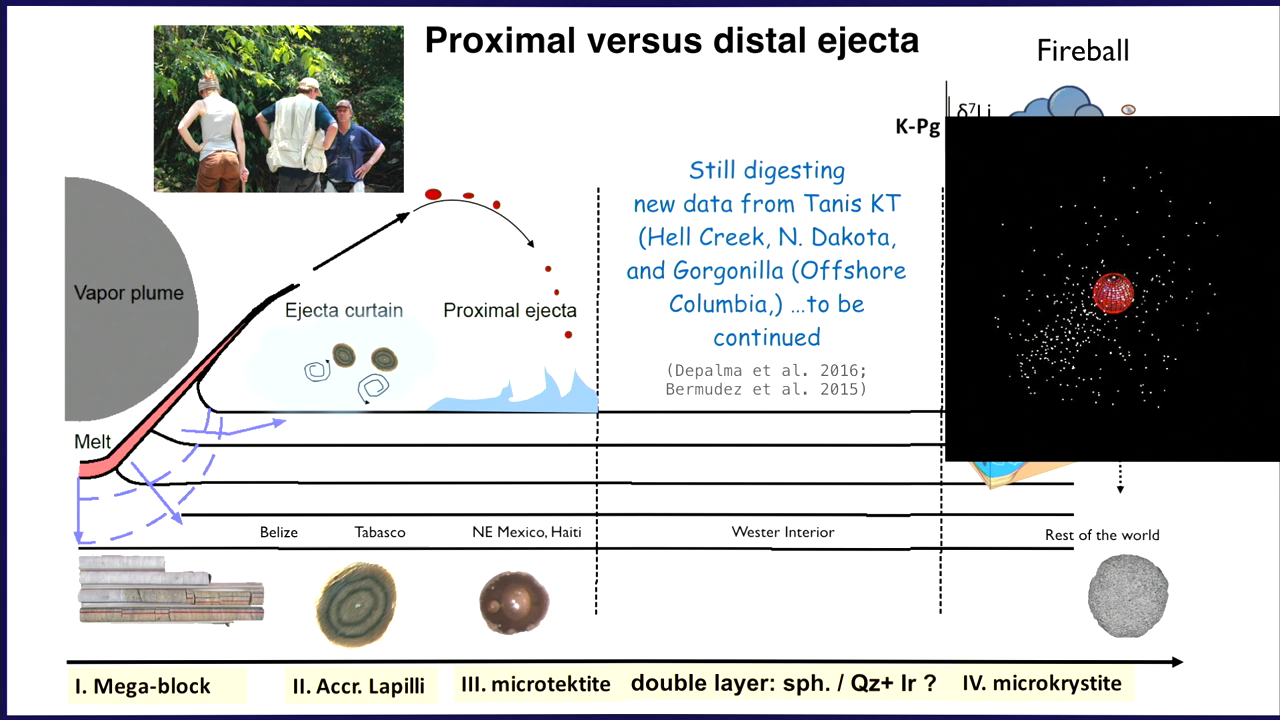 Proximal versus distal ejecta
Fireball
δ⁷Li
K-Pg
Still digesting
new data from Tanis KT
(Hell Creek, N. Dakota,
and Gorgonilla (Offshore
Columbia,) ...to be
continued
(Depalma et al. 2016;
Bermudez et al. 2015)
Vapor plume
Ejecta curtain
Proximal ejecta
Melt
Belize
Tabasco
NE Mexico, Haiti
Wester Interior
Rest of the world
I. Mega-block
II. Accr. Lapilli
III. microtektite
double layer: sph. / Qz+ Ir ?
IV. microkrystite